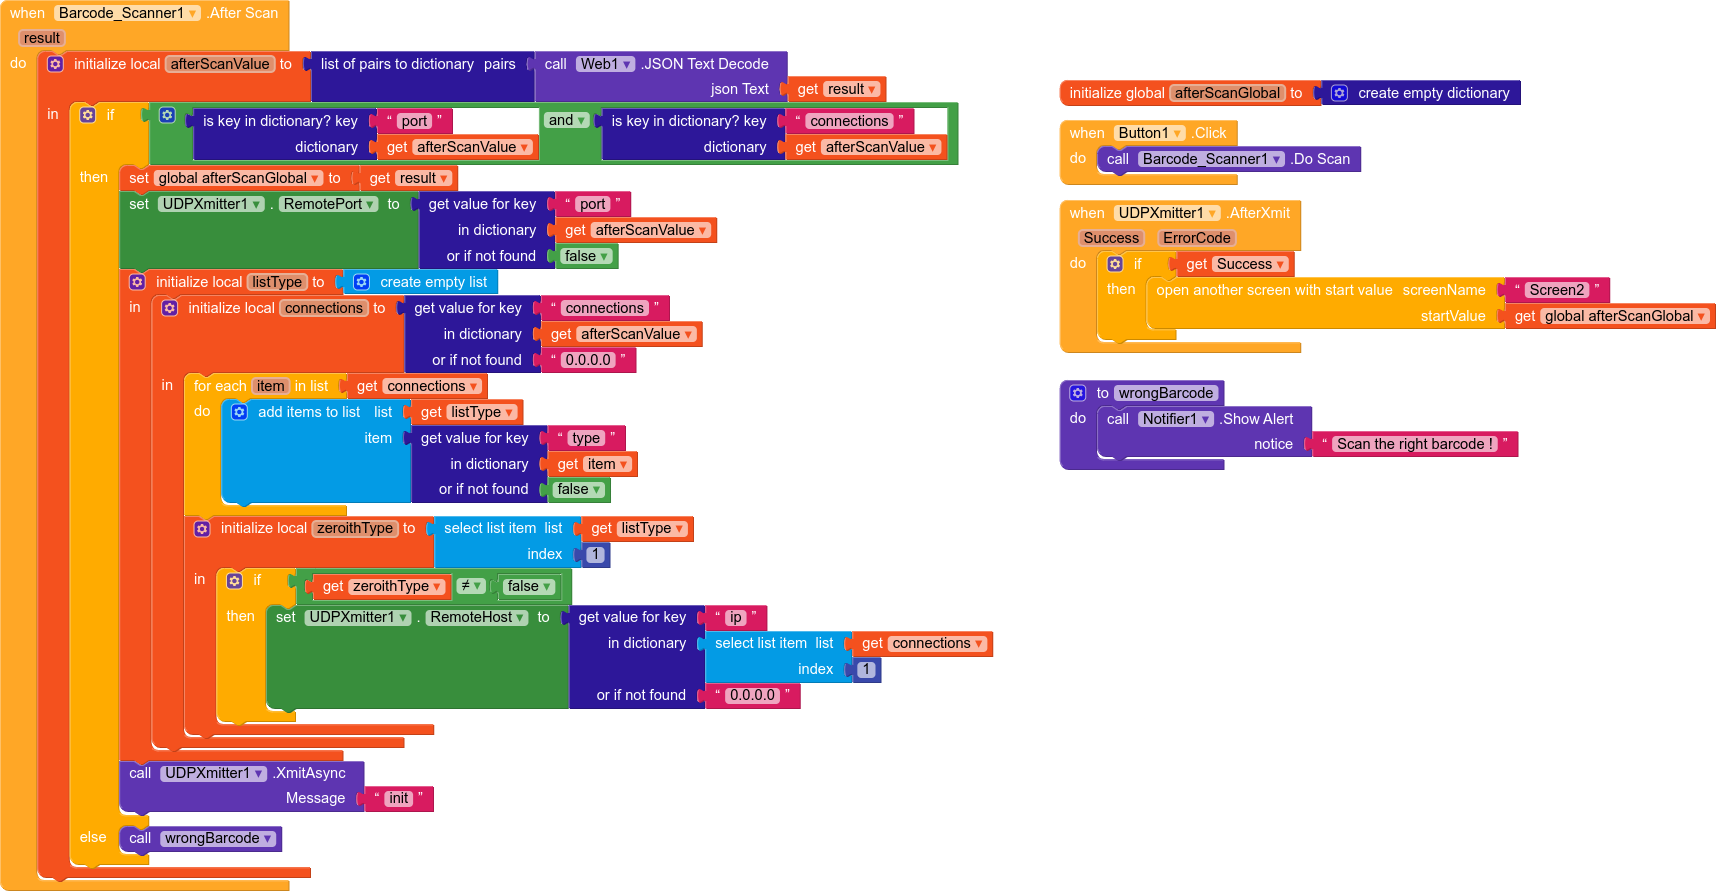 when Barcode_Scanner1 .After Scan
result
do initialize local afterScanValue to list of pairs to dictionary pairs call Web1 .JSON Text Decode
json Text get result
in if is key in dictionary? key “ port ” and is key in dictionary? key “ connections ”
dictionary get afterScanValue dictionary get afterScanValue
then set global afterScanGlobal to get result
set UDPXmitter1 . RemotePort to get value for key “ port ”
in dictionary get afterScanValue
or if not found false
initialize local listType to create empty list
in initialize local connections to get value for key “ connections ”
in dictionary get afterScanValue
or if not found “ 0.0.0.0 ”
in for each item in list get connections
do add items to list list get listType
item get value for key “ type ”
in dictionary get item
or if not found false
initialize local zeroithType to select list item list get listType
index 1
in if get zeroithType ≠ false
then set UDPXmitter1 . RemoteHost to get value for key “ ip ”
in dictionary select list item list get connections
index 1
or if not found “ 0.0.0.0 ”
call UDPXmitter1 .XmitAsync
Message “ init ”
else call wrongBarcode
initialize global afterScanGlobal to create empty dictionary
when Button1 .Click
do call Barcode_Scanner1 .Do Scan
when UDPXmitter1 .AfterXmit
Success ErrorCode
do if get Success
then open another screen with start value screenName “ Screen2 ”
startValue get global afterScanGlobal
to wrongBarcode
do call Notifier1 .Show Alert
notice “ Scan the right barcode ! ”